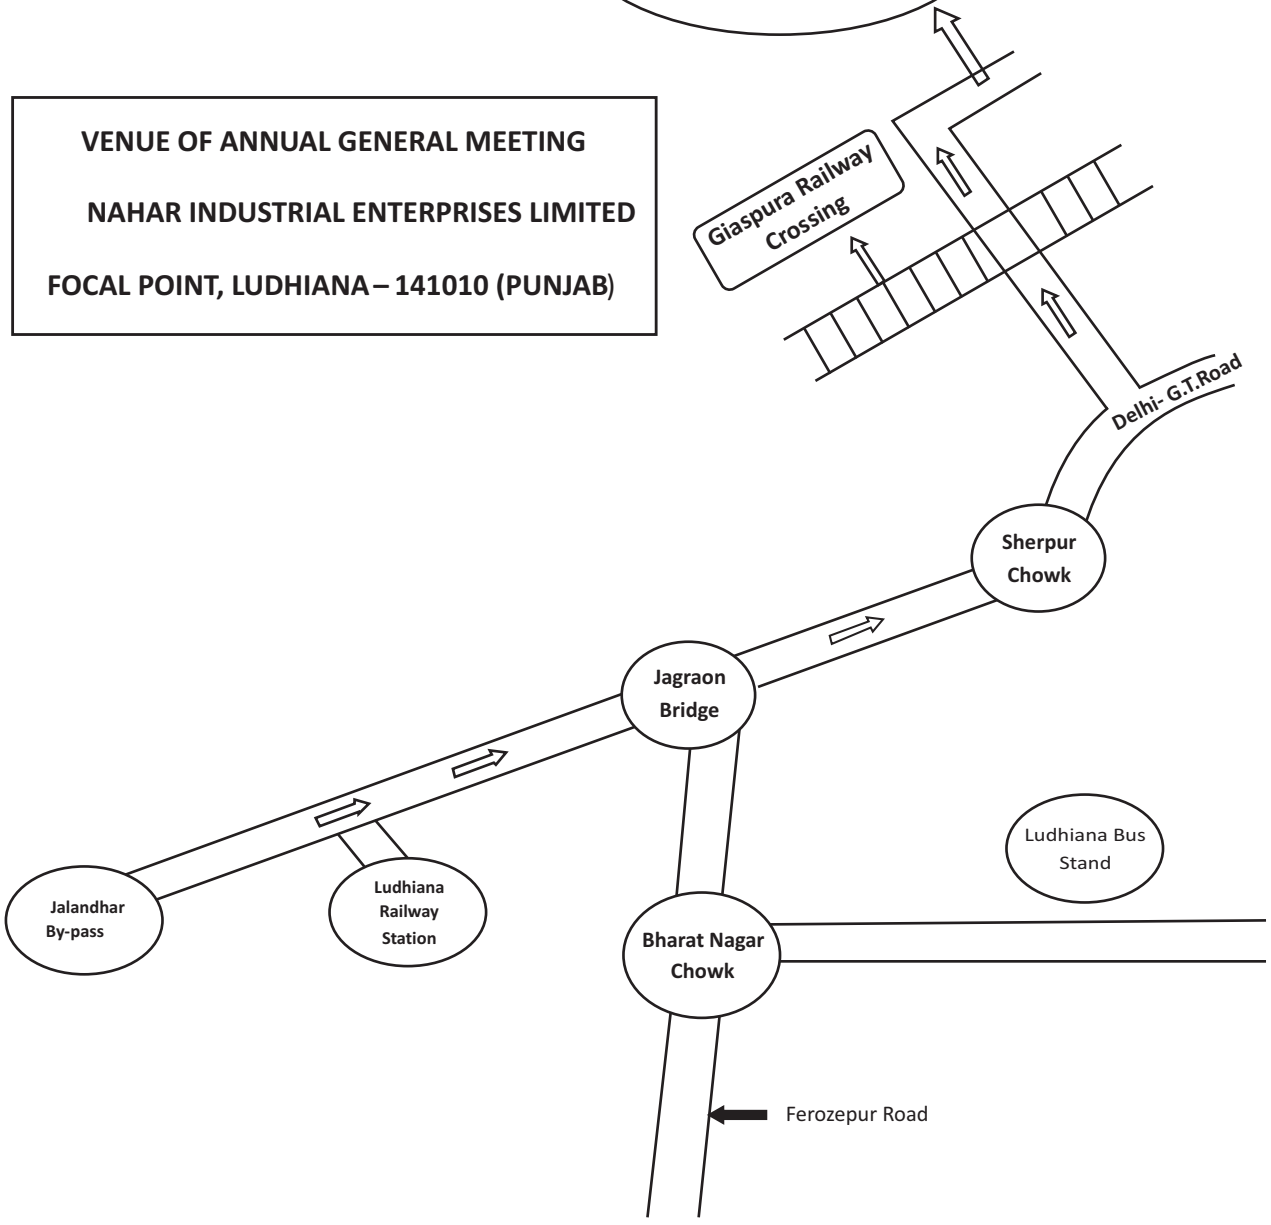 VENUE OF ANNUAL GENERAL MEETING
NAHAR INDUSTRIAL ENTERPRISES LIMITED
FOCAL POINT, LUDHIANA – 141010 (PUNJAB)
Giaspura Railway
Crossing
Delhi- G.T.Road
Sherpur
Chowk
Jagraon
Bridge
Ludhiana Bus
Stand
Jalandhar
By-pass
Ludhiana
Railway
Station
Bharat Nagar
Chowk
Ferozepur Road